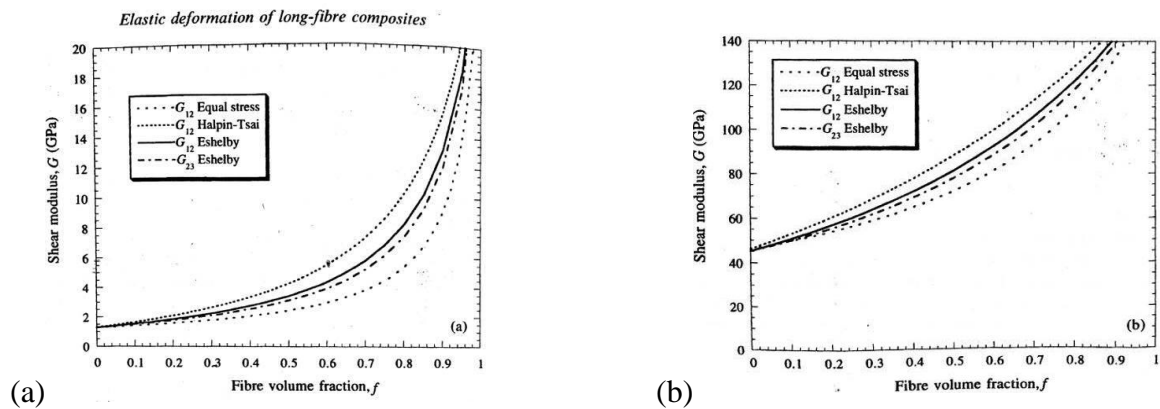 Elastic deformation of long-fibre composites
20
18
16
14
12
10
8
6
4
2
0
Shear modulus, G (GPa)
G12 Equal stress
G12 Halpin-Tsai
G12 Eshelby
G23 Eshelby
(a)
0 0.1 0.2 0.3 0.4 0.5 0.6 0.7 0.8 0.9 1
Fibre volume fraction, f
(a)
140
120
100
80
60
40
20
0
Shear modulus, G (GPa)
G12 Equal stress
G12 Halpin-Tsai
G12 Eshelby
G23 Eshelby
(b)
0 0.1 0.2 0.3 0.4 0.5 0.6 0.7 0.8 0.9 1
Fibre volume fraction, f
(b)